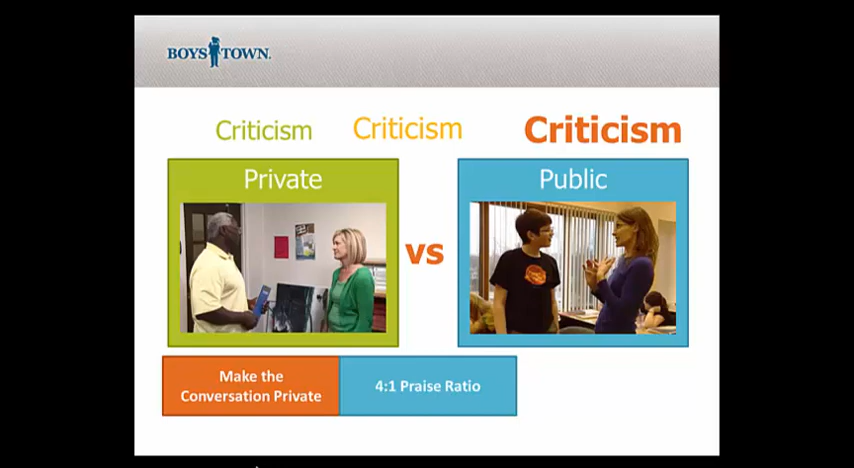 BOYS TOWN.
Criticism Criticism Criticism
Private
Public
vs
Make the
Conversation Private
4:1 Praise Ratio